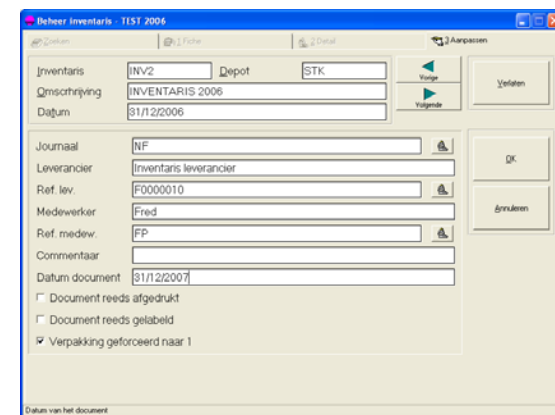 Beheer inventaris - TEST 2006
Zoeken 1 Fiche 2 Detail 3 Aanpassen
Inventaris INV2 Depot STK
Omschrijving INVENTARIS 2006
Datum 31/12/2006
Vorige
Volgende
Verlaten
Journaal NF
Leverancier Inventaris leverancier
Ref. lev. F0000010
Medewerker Fred
Ref. medew. FP
Commentaar
Datum document 31/12/2007
Document reeds afgedrukt
Document reeds gelabeld
Verpakking geforceerd naar 1
OK
Annuleren
Datum van het document